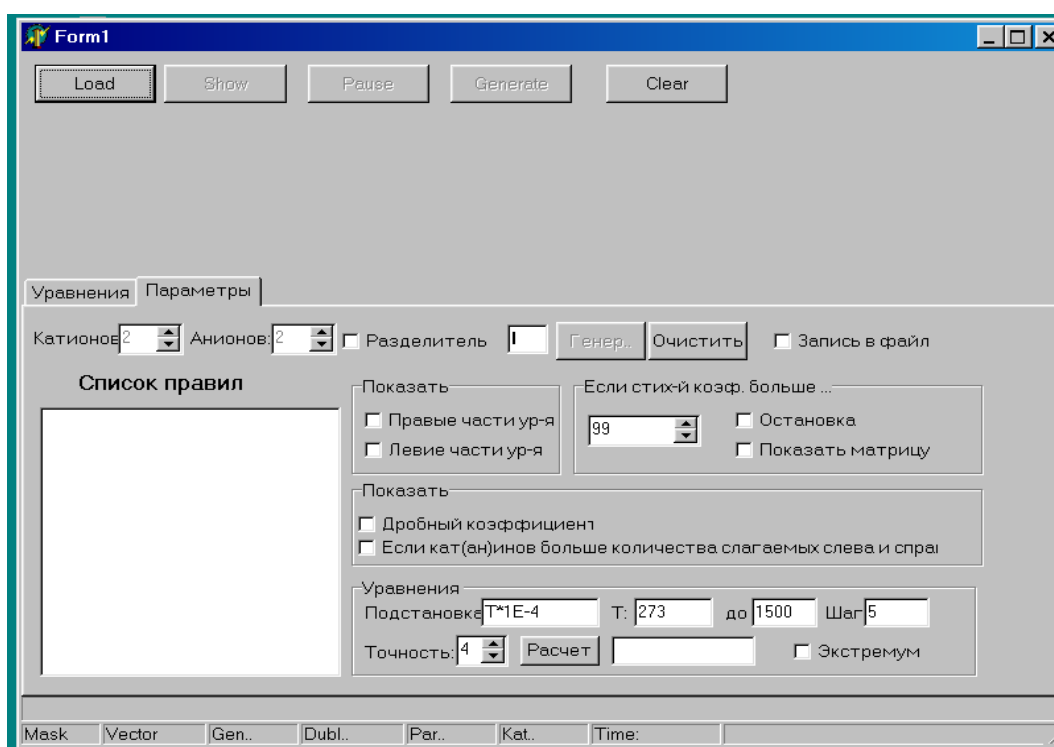 Form1
Load Show Pause Generate Clear
Уравнения Параметры
Катионов 2 Анионов: 2 Разделитель Генер.. Очистить Запись в файл
Список правил
Показать
Правые части ур-я
Левие части ур-я
Если стих-й коэф. больше ...
99
Остановка
Показать матрицу
Показать
Дробный коэффициент
Если кат(ан)инов больше количества слагаемых слева и спра
Уравнения
Подстановка T*1E-4 T: 273 до 1500 Шаг 5
Точность: 4 Расчет Экстремум
Mask Vector Gen.. Dubl.. Par.. Kat.. Time: